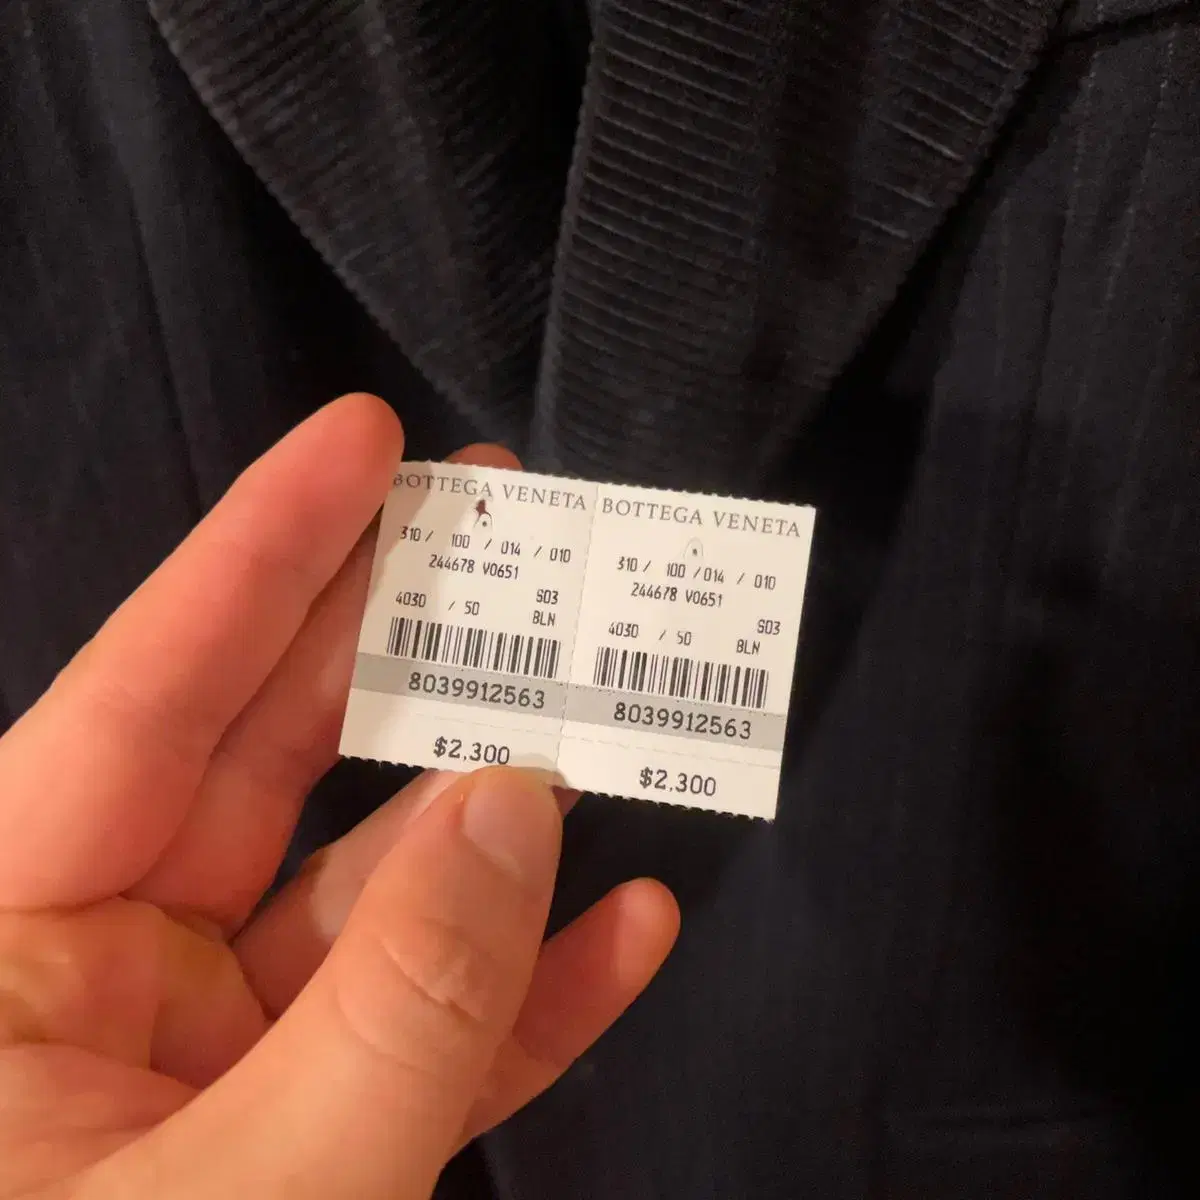 BOTTEGA VENETA
310 / 100 / 014 / 010
244678 V0651
S03
4030 / 50 BLN
8039912563
$2,300
BOTTEGA VENETA
310 / 100 / 014 / 010
244678 V0651
S03
4030 / 50 BLN
8039912563
$2,300